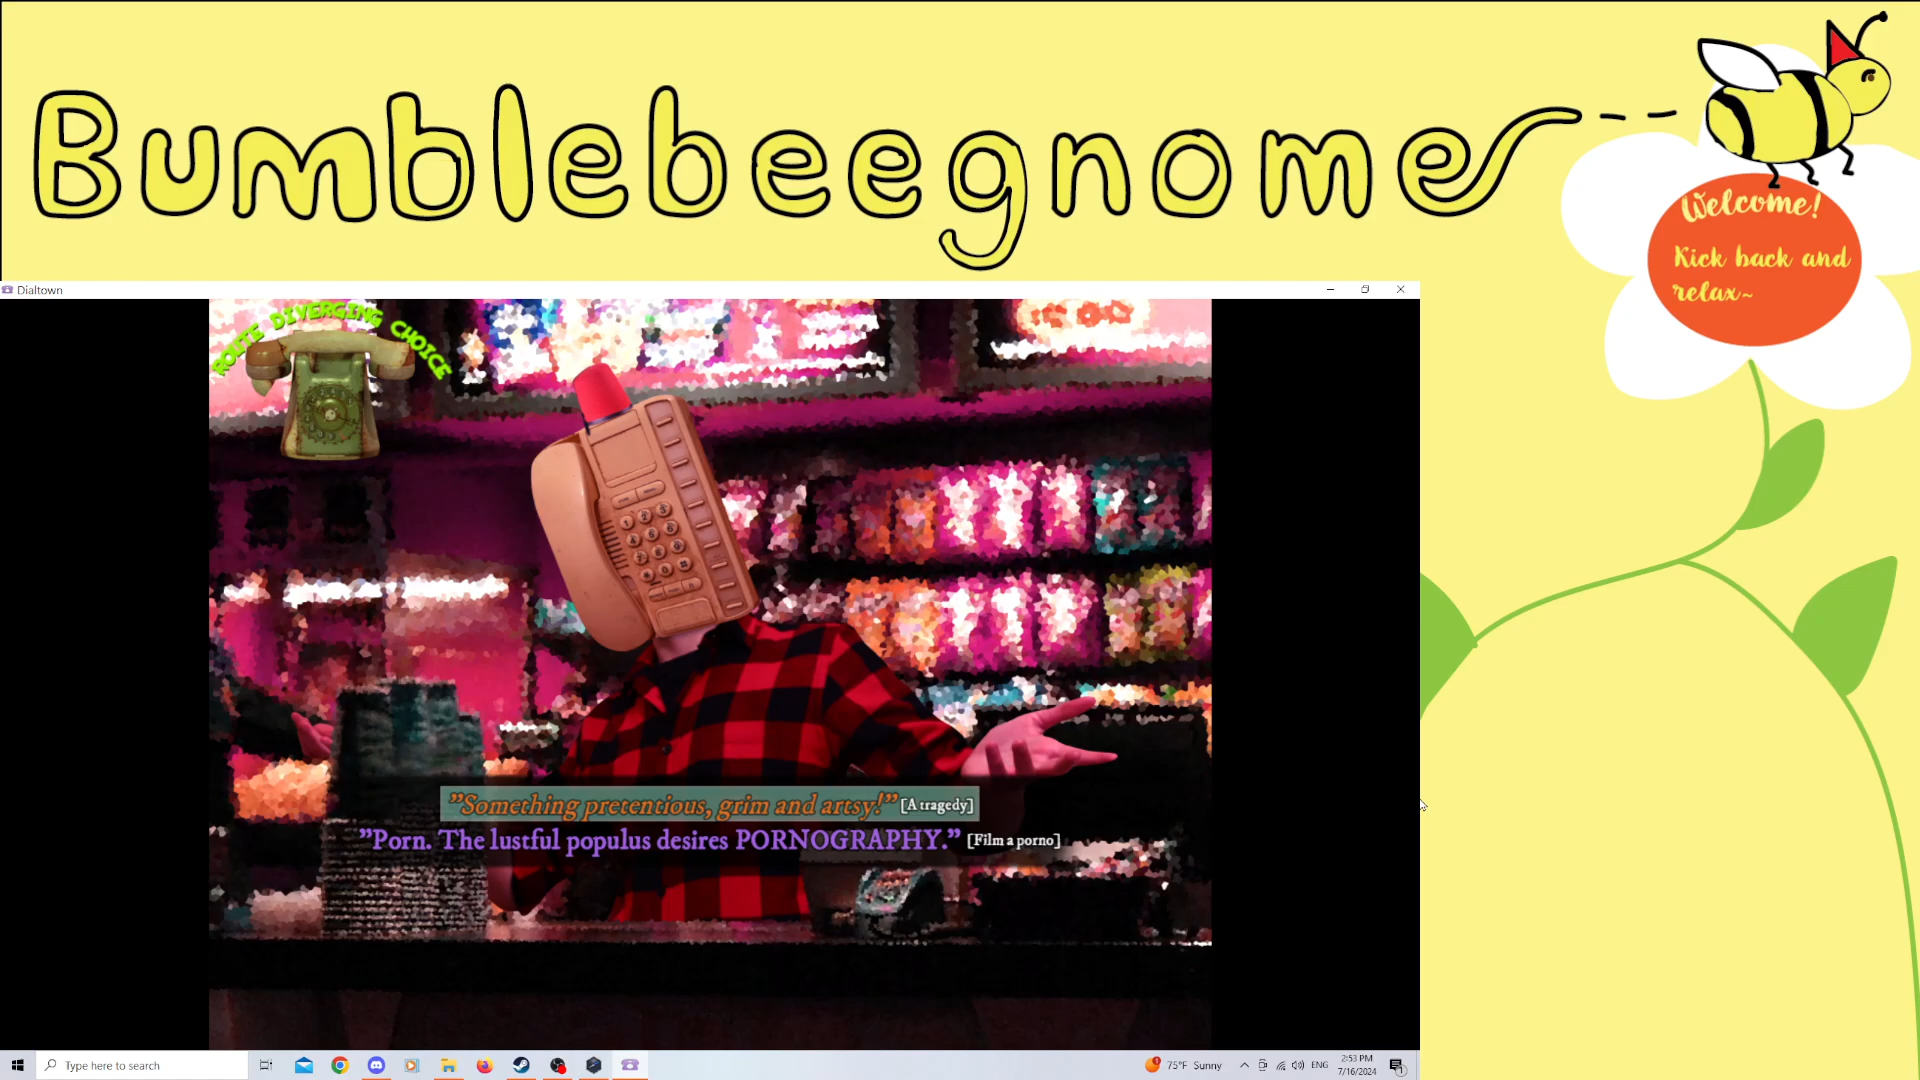 Bumblebeegnome
Welcome!
Kick back and
relax~
Dialtown
ROUTE DIVERGING CHOICE
"Something pretentious, grim and artsy!" [A tragedy]
"Porn. The lustful populus desires PORNOGRAPHY." [Film a porno]
Type here to search
75°F Sunny
ENG
2:53 PM
7/16/2024